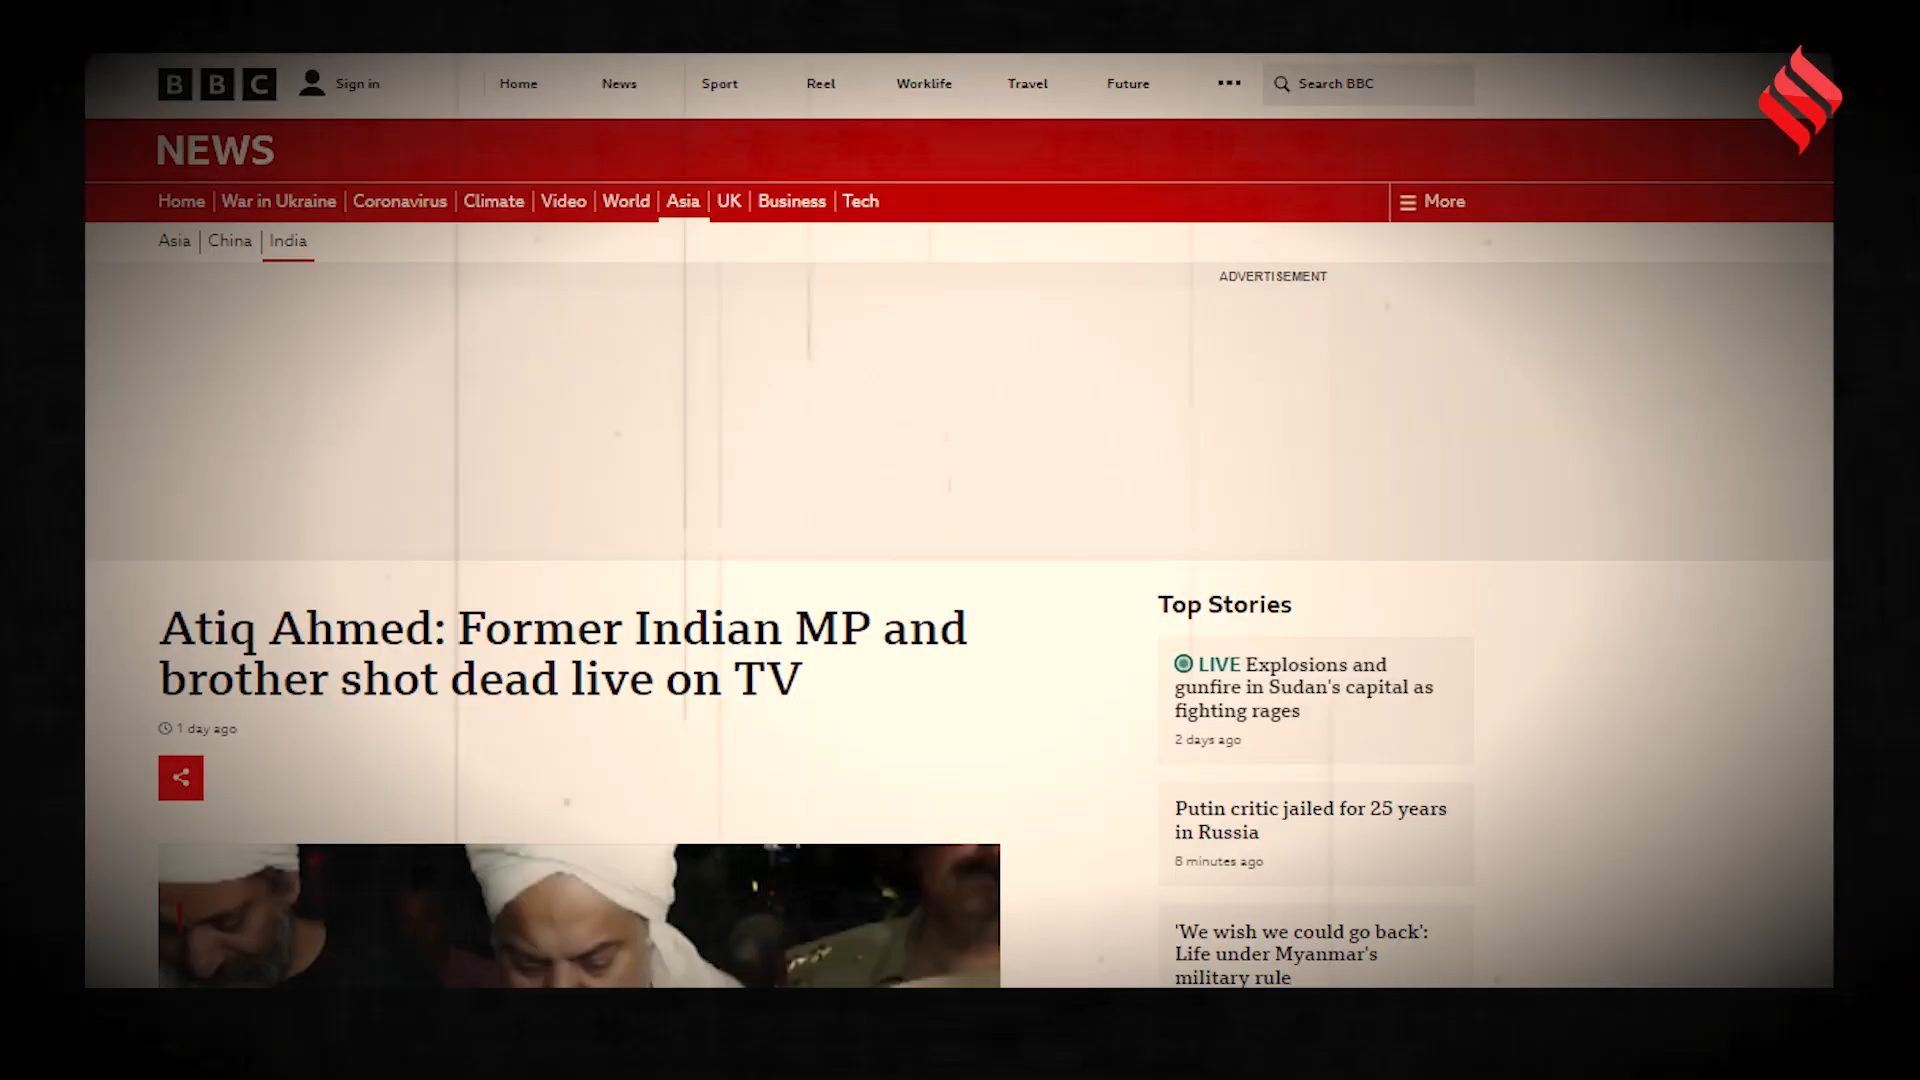 BBC Sign in Home News Sport Reel Worklife Travel Future Search BBC
NEWS
Home War in Ukraine Coronavirus Climate Video World Asia UK Business Tech More
Asia China India
ADVERTISEMENT
Atiq Ahmed: Former Indian MP and
brother shot dead live on TV
1 day ago
Top Stories
LIVE Explosions and
gunfire in Sudan's capital as
fighting rages
2 days ago
Putin critic jailed for 25 years
in Russia
8 minutes ago
'We wish we could go back':
Life under Myanmar's
military rule